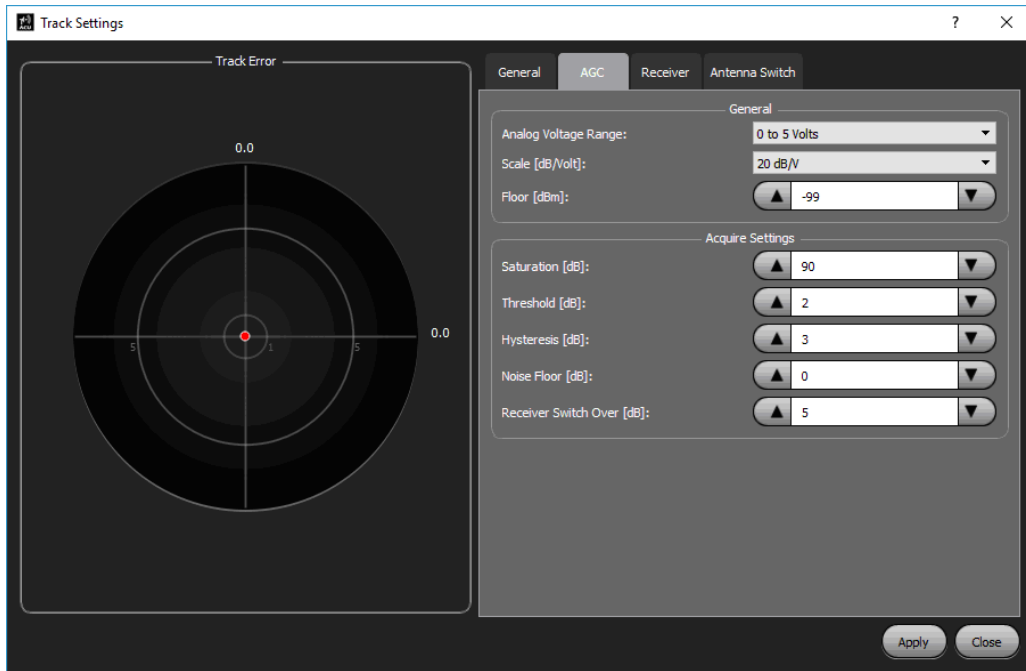 ACU Track Settings ? ×
Track Error
0.0
0.0
5 1 5
General AGC Receiver Antenna Switch
General
Analog Voltage Range: 0 to 5 Volts
Scale [dB/Volt]: 20 dB/V
Floor [dBm]: -99
Acquire Settings
Saturation [dB]: 90
Threshold [dB]: 2
Hysteresis [dB]: 3
Noise Floor [dB]: 0
Receiver Switch Over [dB]: 5
Apply Close